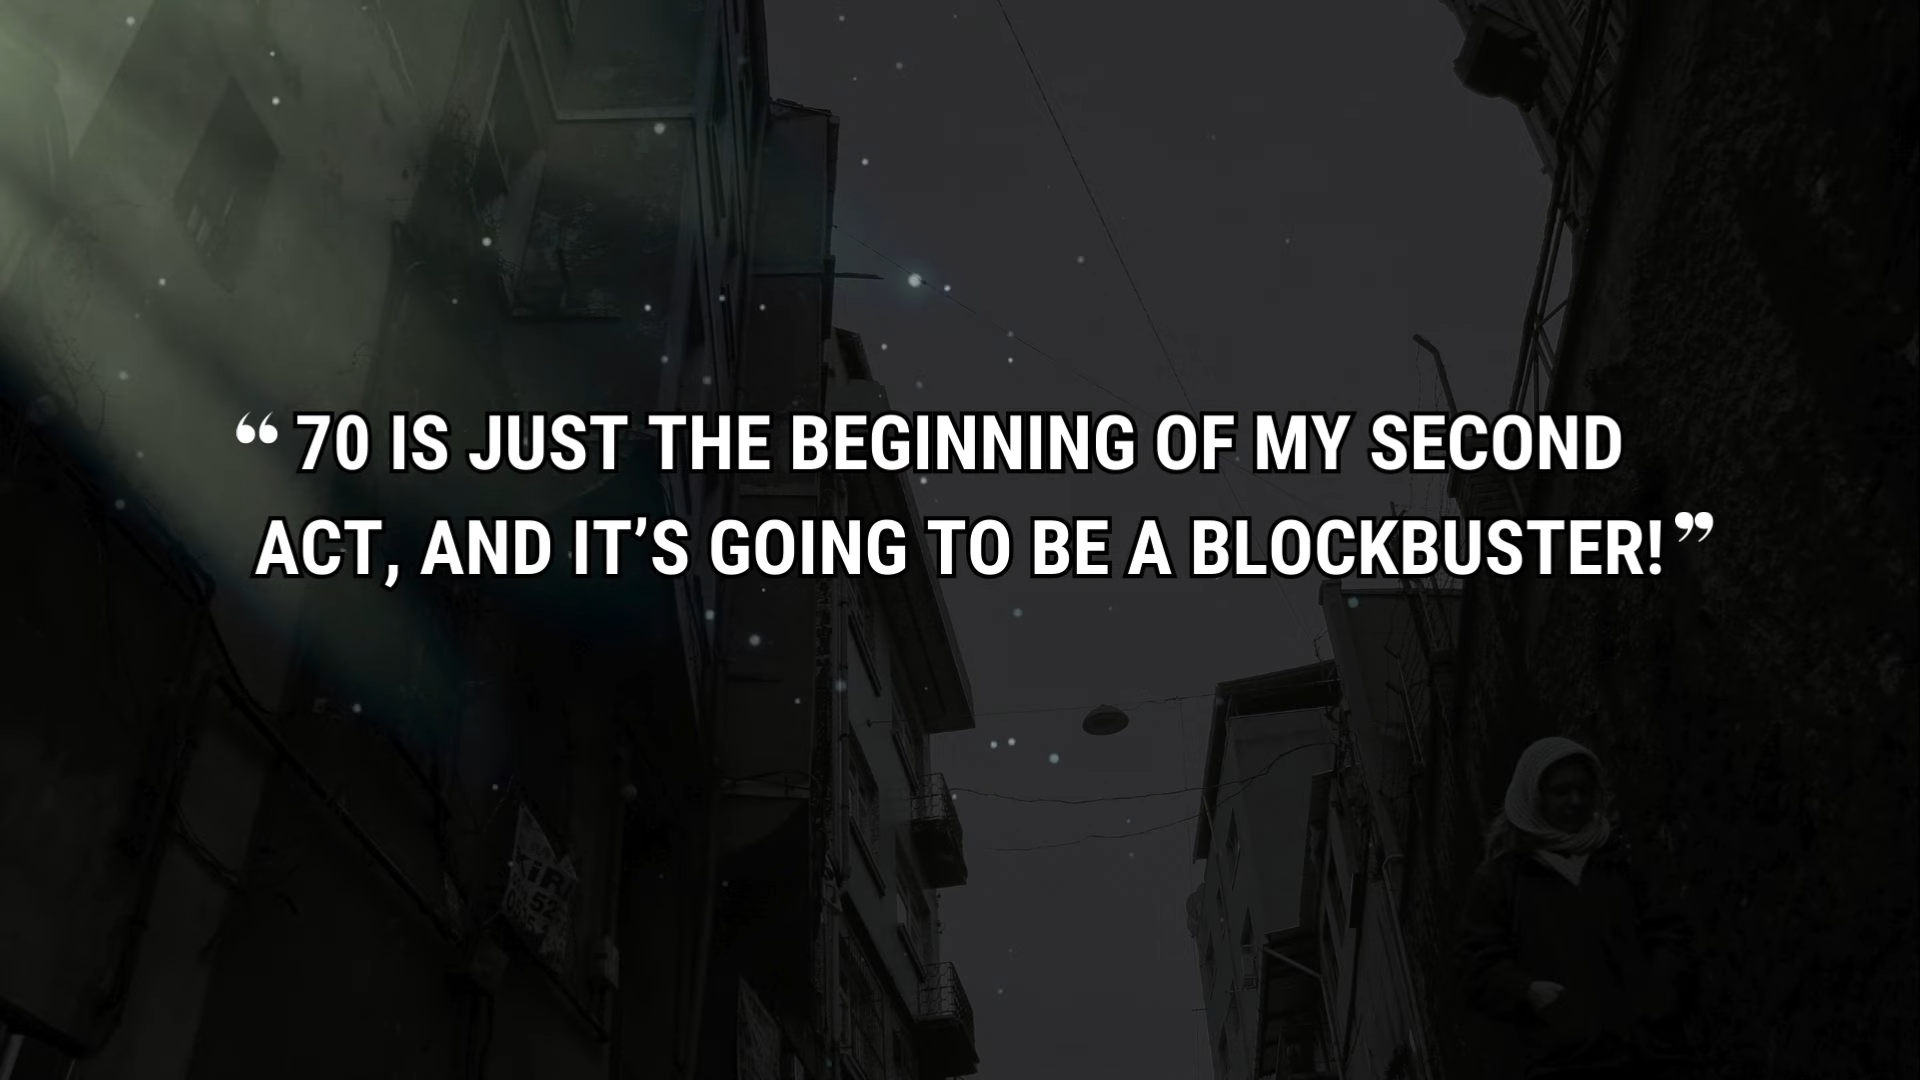 “ 70 IS JUST THE BEGINNING OF MY SECOND
ACT, AND IT’S GOING TO BE A BLOCKBUSTER! ”